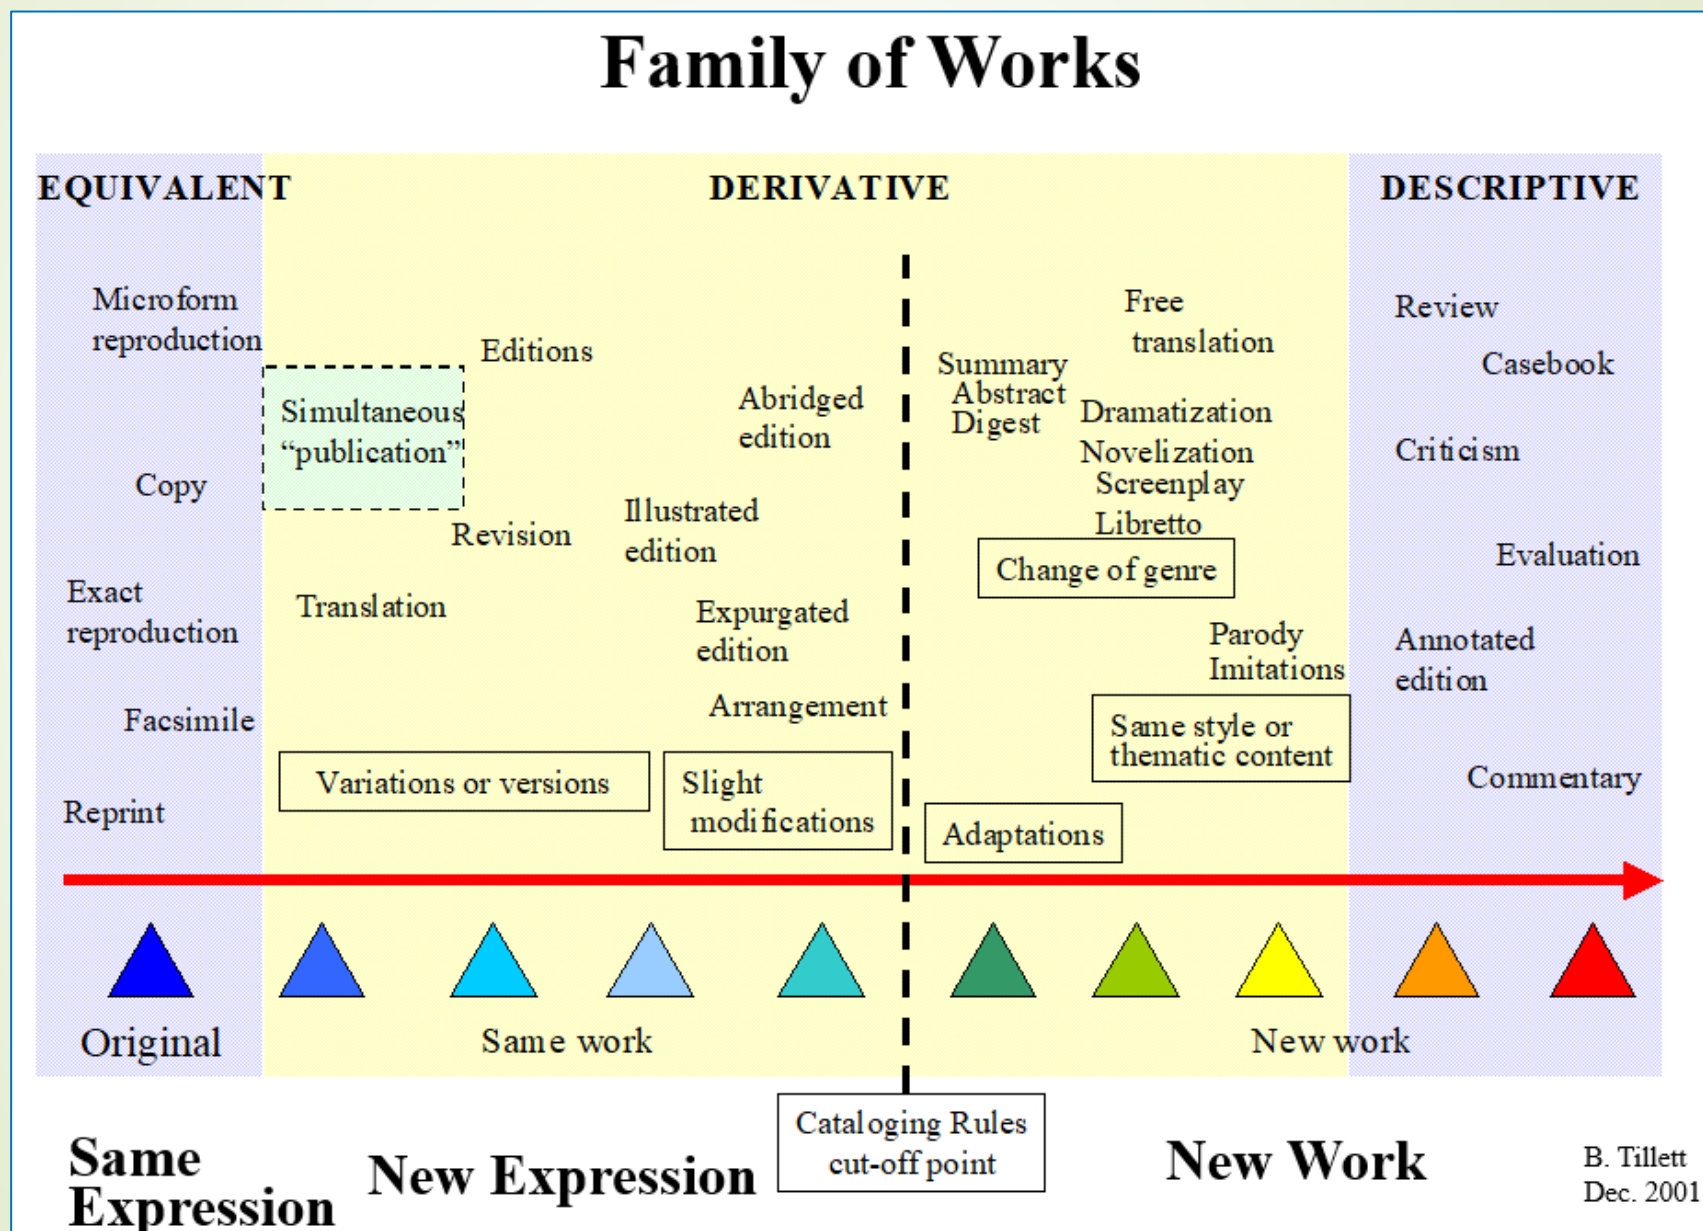 Family of Works
EQUIVALENT
DERIVATIVE
DESCRIPTIVE
Microform
reproduction
Copy
Exact
reproduction
Facsimile
Reprint
Simultaneous
“publication”
Editions
Revision
Translation
Illustrated
edition
Abridged
edition
Expurgated
edition
Arrangement
Variations or versions
Slight
modifications
Summary
Abstract
Digest
Free
translation
Dramatization
Novelization
Screenplay
Libretto
Change of genre
Parody
Imitations
Same style or
thematic content
Adaptations
Review
Casebook
Criticism
Evaluation
Annotated
edition
Commentary
Original
Same work
New work
Same
Expression
New Expression
Cataloging Rules
cut-off point
New Work
B. Tillett
Dec. 2001